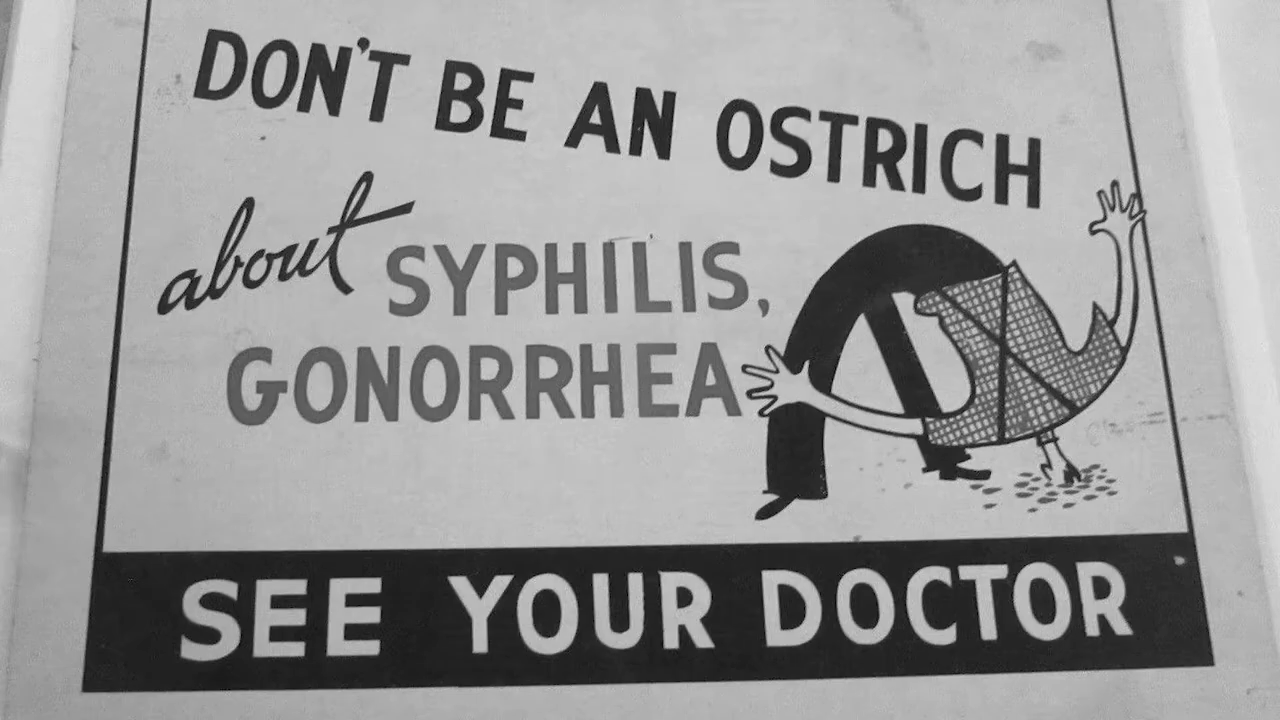 DON'T BE AN OSTRICH
about SYPHILIS,
GONORRHEA
SEE YOUR DOCTOR